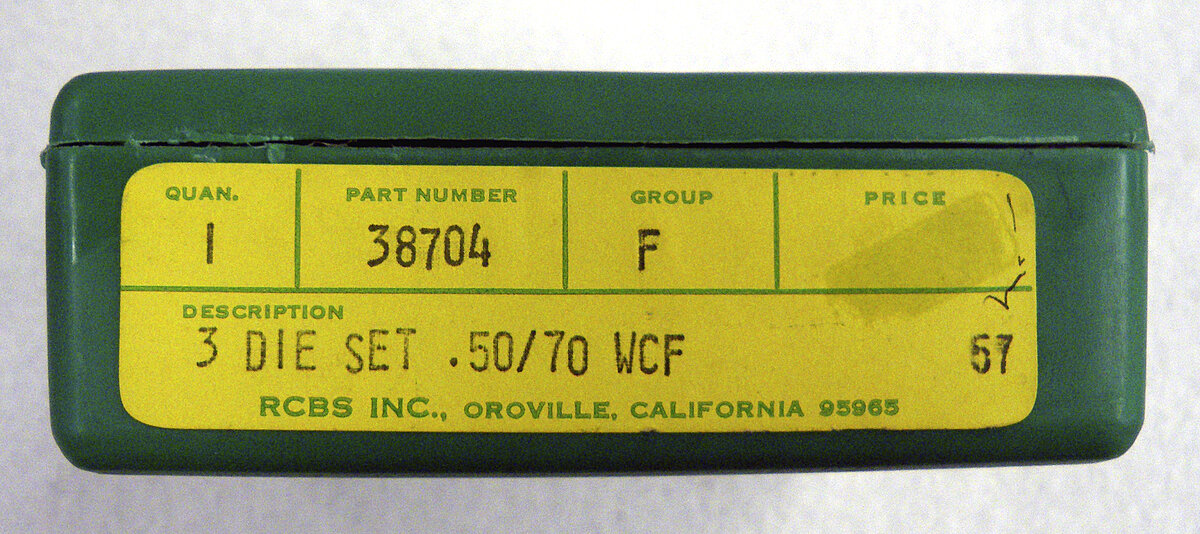 QUAN. PART NUMBER GROUP PRICE
1 38704 F
DESCRIPTION
3 DIE SET .50/70 WCF 67
RCBS INC., OROVILLE, CALIFORNIA 95965